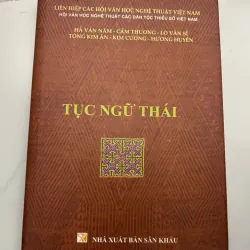 LIÊN HIỆP CÁC HỘI VĂN HỌC NGHỆ THUẬT VIỆT NAM
HỘI VĂN HỌC NGHỆ THUẬT CÁC DÂN TỘC THIỂU SỐ VIỆT NAM
HÀ VĂN NĂM - CẦM THƯƠNG - LÒ VĂN SĨ
TÒNG KIM ÂN - KIM CƯƠNG - HƯƠNG HUYỀN
TỤC NGỮ THÁI
NHÀ XUẤT BẢN SÂN KHẤU